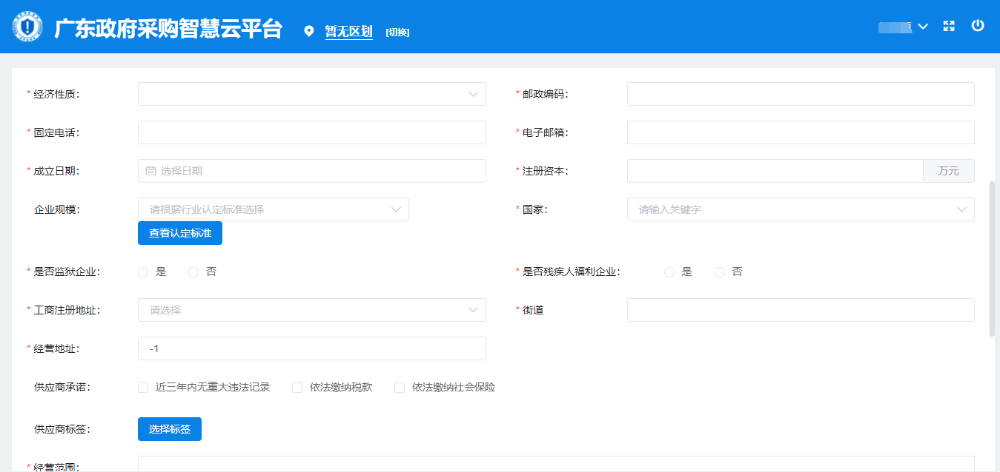 广东政府采购智慧云平台 暂无区划 [切换]
* 经济性质: * 邮政编码:
* 固定电话: * 电子邮箱:
* 成立日期: 选择日期 * 注册资本: 万元
企业规模: 请根据行业认定标准选择 * 国家: 请输入关键字
查看认定标准
* 是否监狱企业: 是 否 * 是否残疾人福利企业: 是 否
* 工商注册地址: 请选择 * 街道
* 经营地址: -1
供应商承诺: 近三年内无重大违法记录 依法缴纳税款 依法缴纳社会保险
供应商标签: 选择标签
* 经营范围: